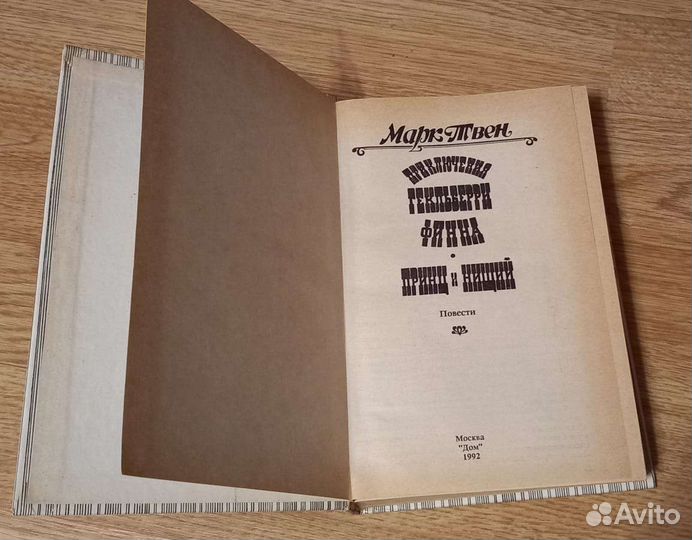 Марк Твен
ПРИКЛЮЧЕНИЯ
ГЕКЛЬБЕРРИ
ФИННА
•
ПРИНЦ И НИЩИЙ
Повести
Москва
"Дом"
1992
Avito